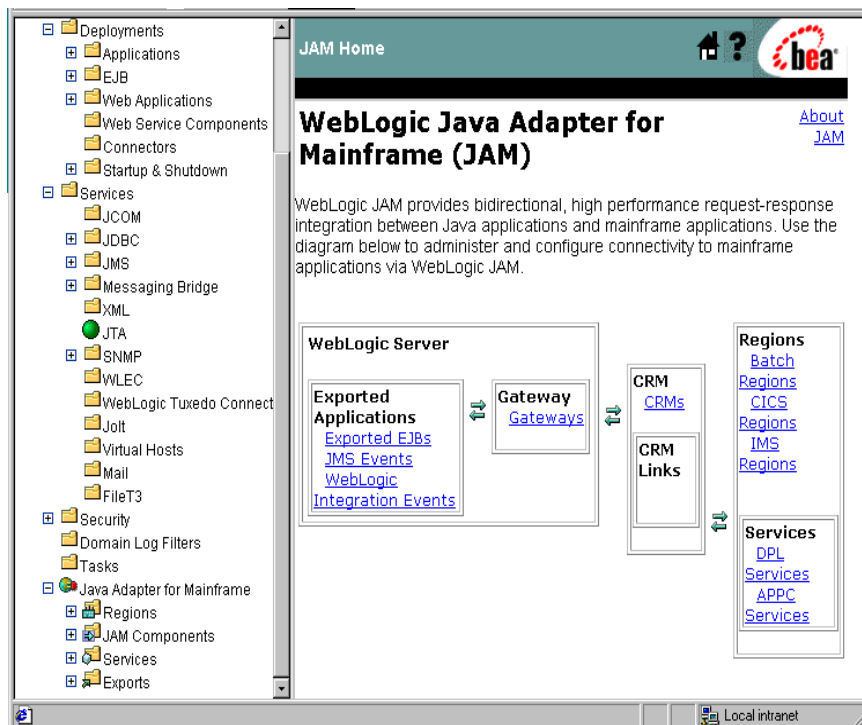 Deployments
Applications
EJB
Web Applications
Web Service Components
Connectors
Startup & Shutdown
Services
JCOM
JDBC
JMS
Messaging Bridge
XML
JTA
SNMP
WLEC
WebLogic Tuxedo Connect
Jolt
Virtual Hosts
Mail
FileT3
Security
Domain Log Filters
Tasks
Java Adapter for Mainframe
Regions
JAM Components
Services
Exports
JAM Home
?
bea
WebLogic Java Adapter for
Mainframe (JAM)
About
JAM
WebLogic JAM provides bidirectional, high performance request-response
integration between Java applications and mainframe applications. Use the
diagram below to administer and configure connectivity to mainframe
applications via WebLogic JAM.
WebLogic Server
Exported
Applications
Exported EJBs
JMS Events
WebLogic
Integration Events
Gateway
Gateways
CRM
CRMs
CRM
Links
Regions
Batch
Regions
CICS
Regions
IMS
Regions
Services
DPL
Services
APPC
Services
Local intranet